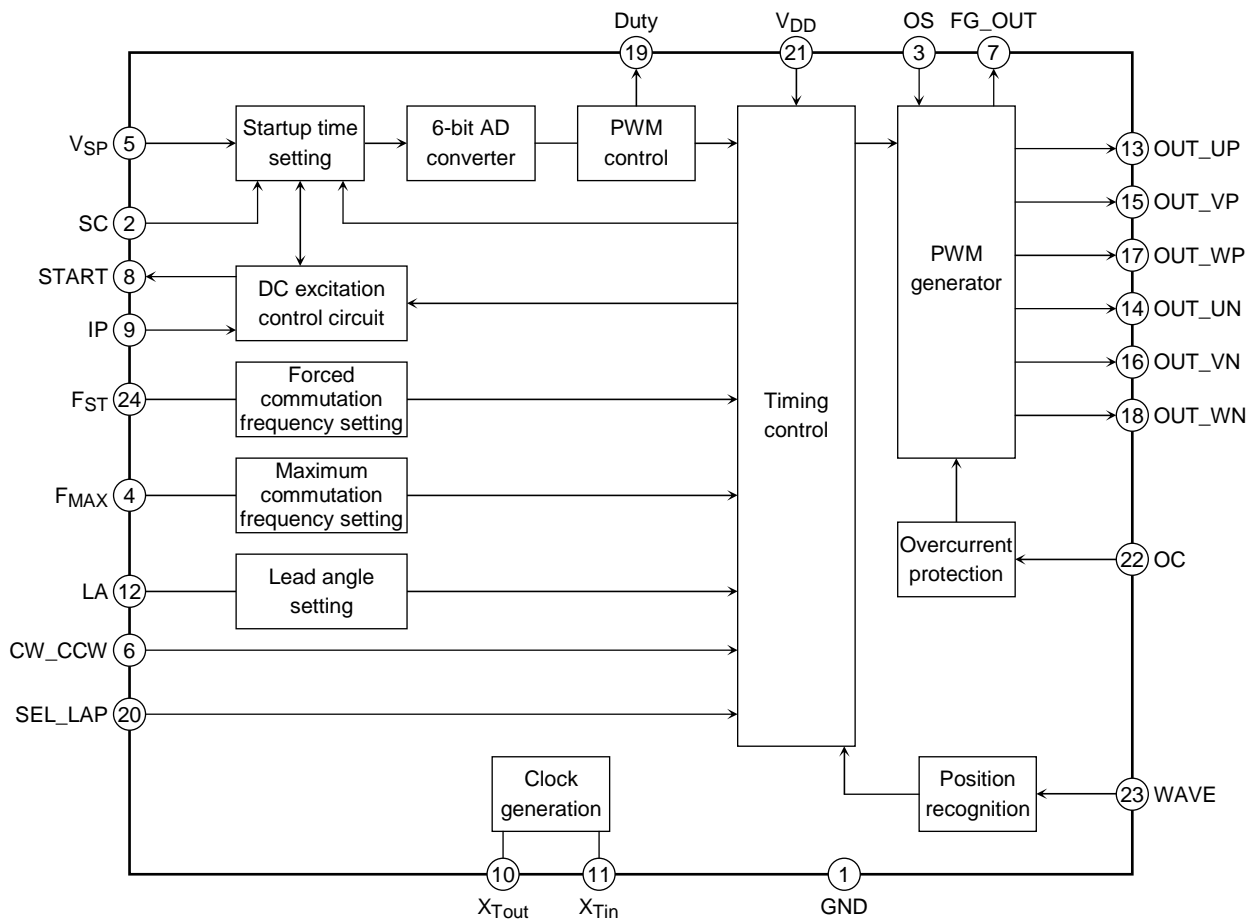 Duty
VDD
OS
FG_OUT
19
21
3
7
VSP
5
Startup time
setting
6-bit AD
converter
PWM
control
13
OUT_UP
15
OUT_VP
SC
2
START
8
DC excitation
control circuit
PWM
generator
17
OUT_WP
14
OUT_UN
IP
9
16
OUT_VN
FST
24
Forced
commutation
frequency setting
Timing
control
18
OUT_WN
FMAX
4
Maximum
commutation
frequency setting
Overcurrent
protection
22
OC
LA
12
Lead angle
setting
CW_CCW
6
SEL_LAP
20
Clock
generation
Position
recognition
23
WAVE
10
11
1
XTout
XTin
GND